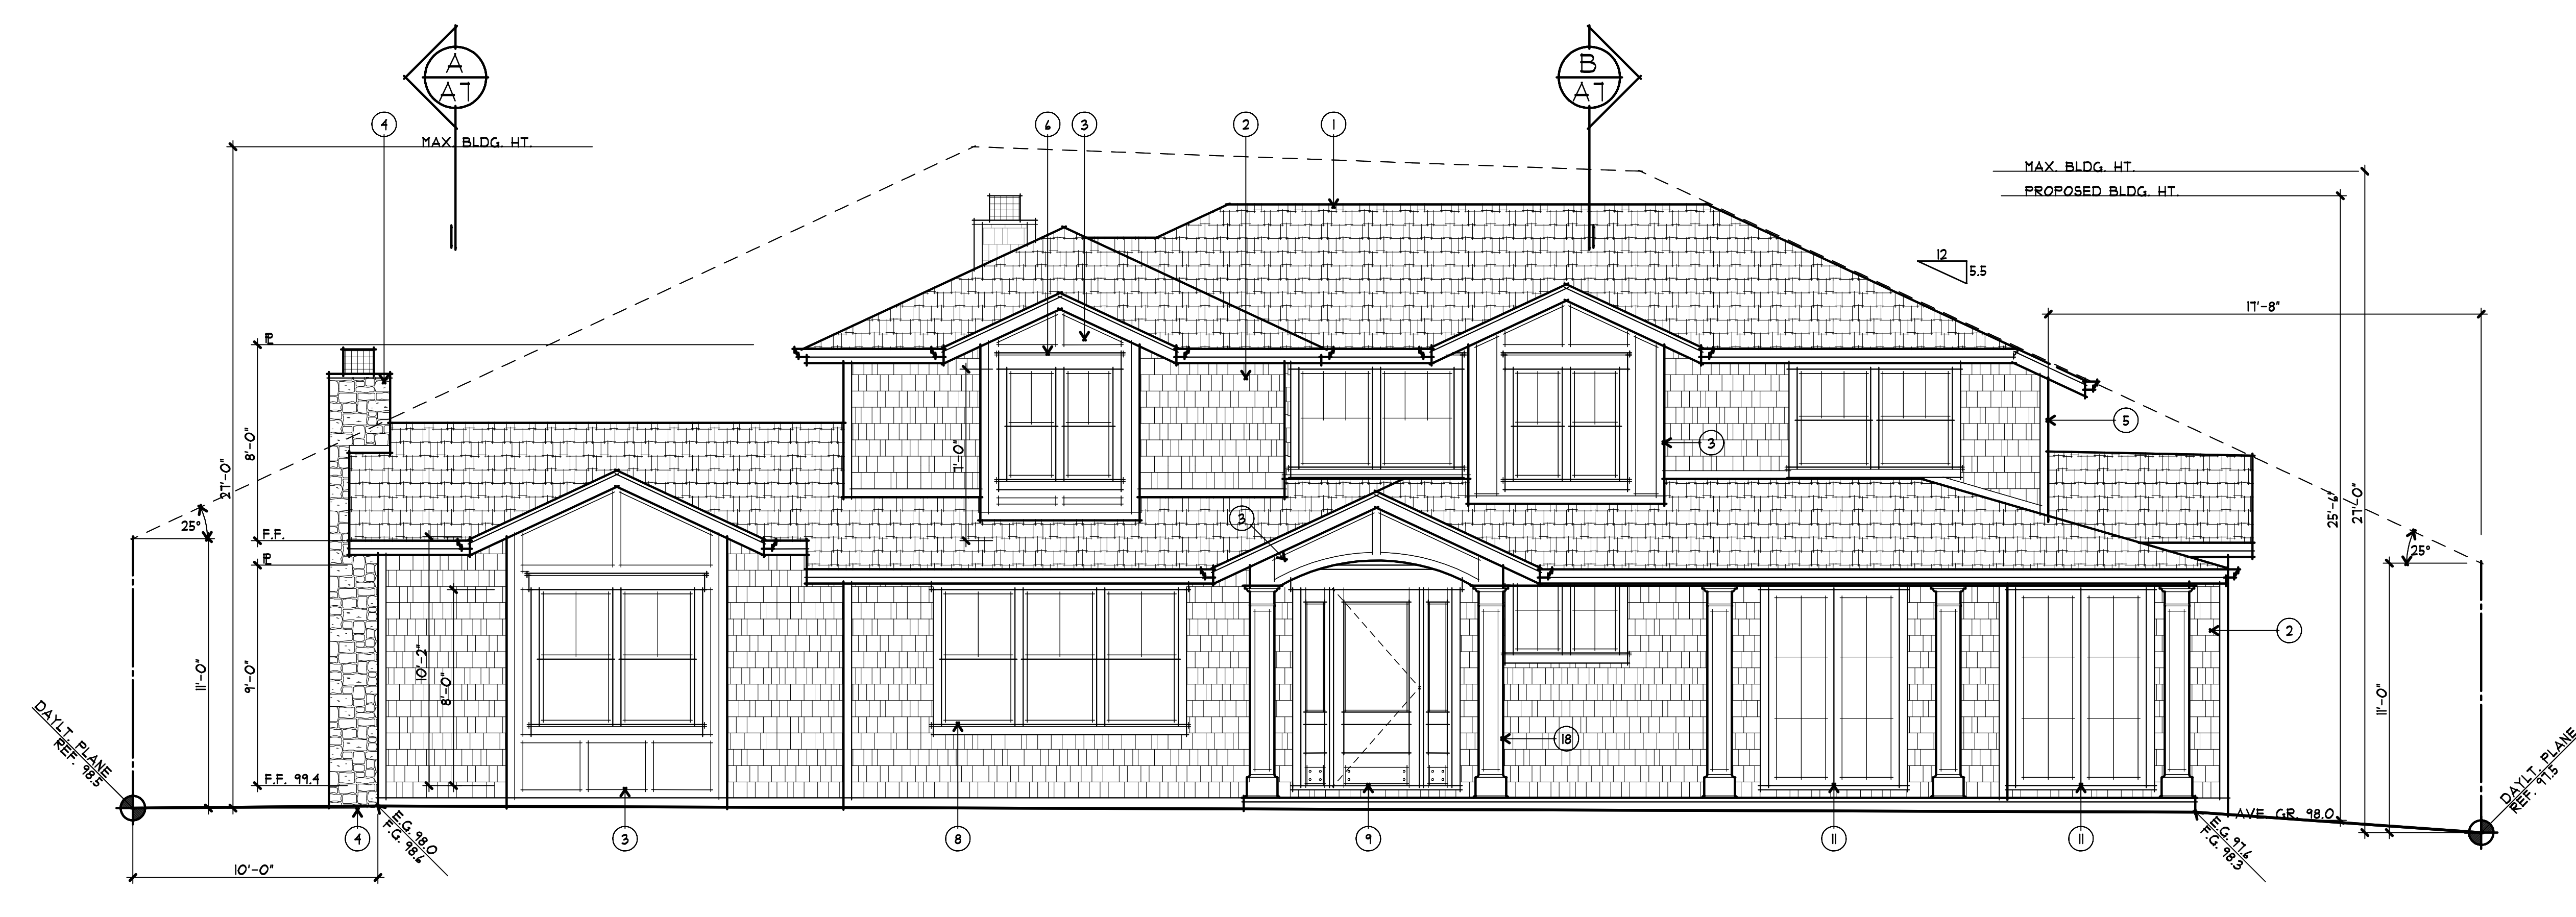 A
A7
B
A7
4
6
3
2
1
MAX. BLDG. HT.
MAX. BLDG. HT.
PROPOSED BLDG. HT.
12
5.5
17'-8"
PL
8'-0"
27'-0"
7'-0"
3
5
25°
F.F.
PL
3
25'-6"
27'-0"
25°
11'-0"
9'-0"
10'-2"
8'-0"
2
11'-0"
18
DAYLT. PLANE
REF. 98.5
F.F. 99.4
DAYLT. PLANE
REF. 97.5
AVE. GR. 98.0
E.G. 98.0
F.G. 98.6
E.G. 97.6
F.G. 98.3
4
3
8
9
11
11
10'-0"